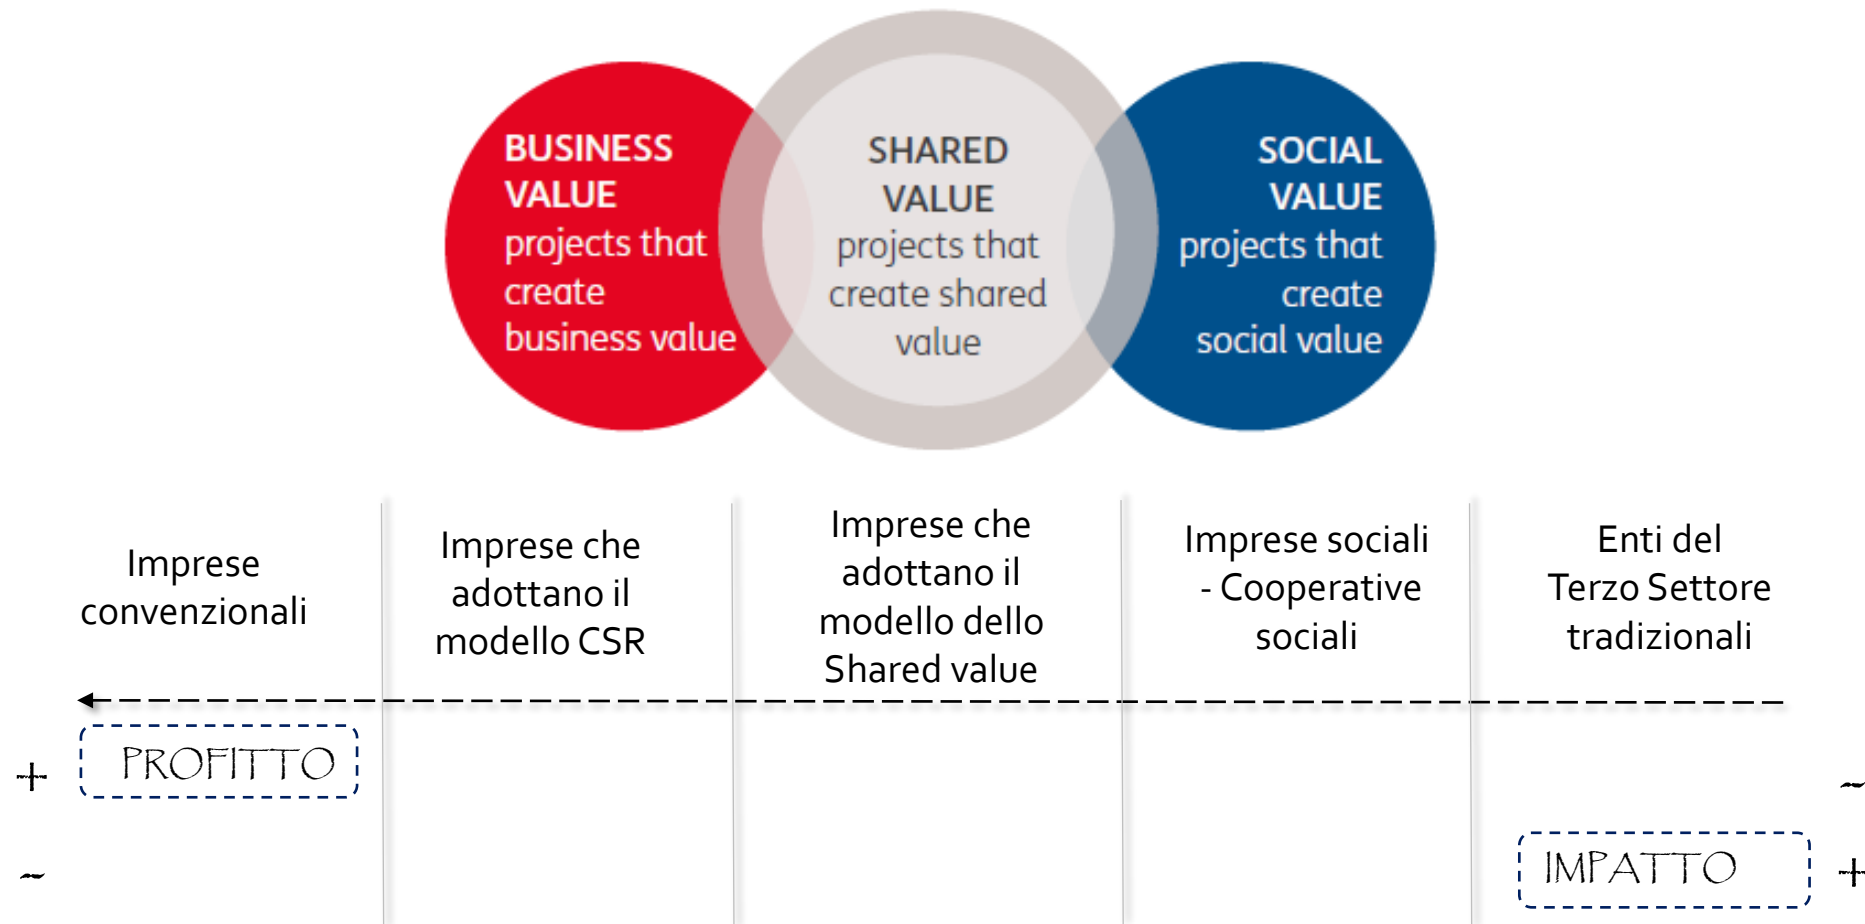 BUSINESS
VALUE
projects that
create
business value
SHARED
VALUE
projects that
create shared
value
SOCIAL
VALUE
projects that
create
social value
Imprese
convenzionali
Imprese che
adottano il
modello CSR
Imprese che
adottano il
modello dello
Shared value
Imprese sociali
- Cooperative
sociali
Enti del
Terzo Settore
tradizionali
+
PROFITTO
-
-
IMPATTO
+